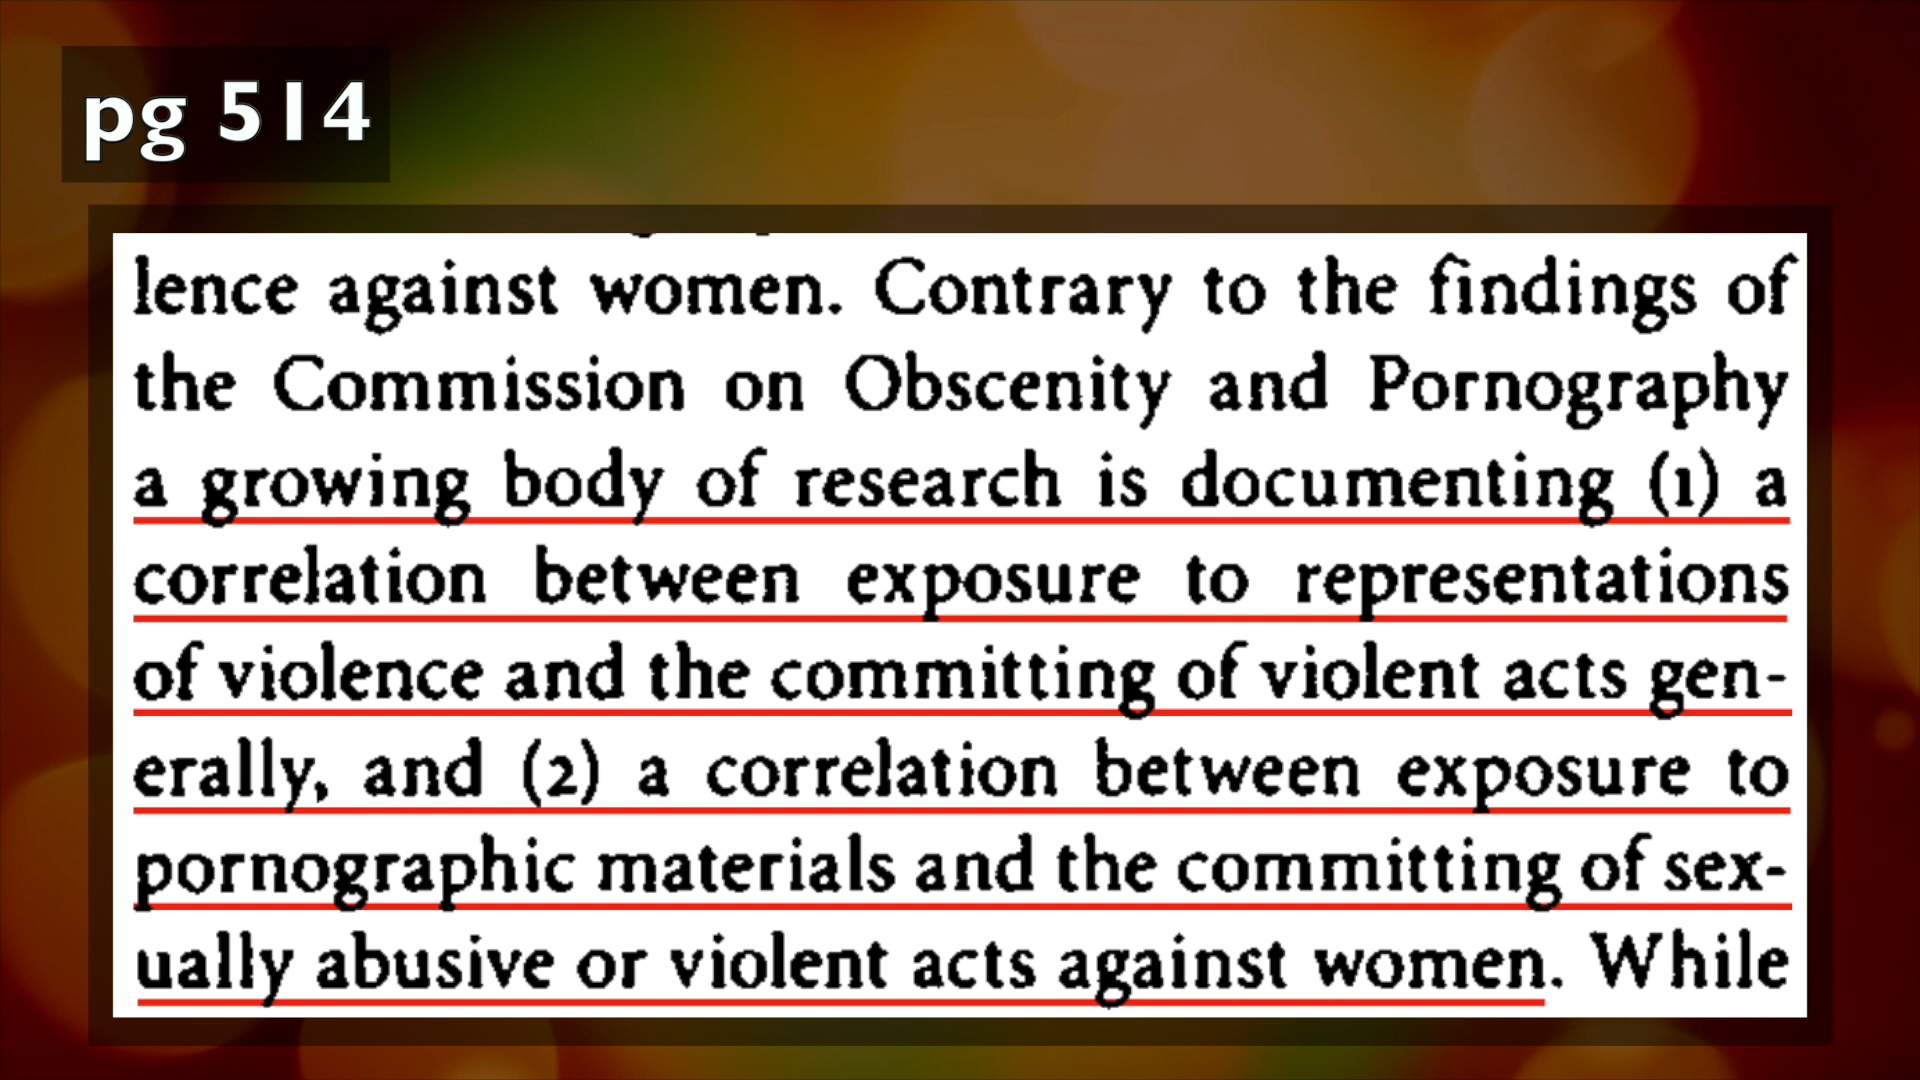 pg 514
lence against women. Contrary to the findings of
the Commission on Obscenity and Pornography
a growing body of research is documenting (1) a
correlation between exposure to representations
of violence and the committing of violent acts gen-
erally, and (2) a correlation between exposure to
pornographic materials and the committing of sex-
ually abusive or violent acts against women. While